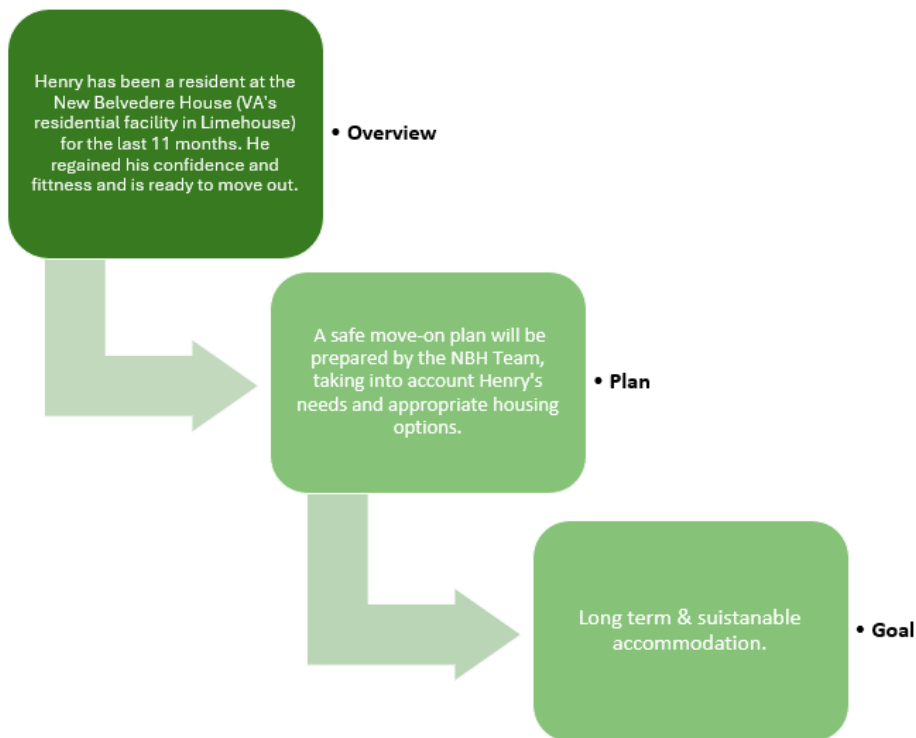 Henry has been a resident at the
New Belvedere House (VA's
residential facility in Limehouse)
for the last 11 months. He
regained his confidence and
fittness and is ready to move out.
• Overview
A safe move-on plan will be
prepared by the NBH Team,
taking into account Henry's
needs and appropriate housing
options.
• Plan
Long term & suistanable
accommodation.
• Goal